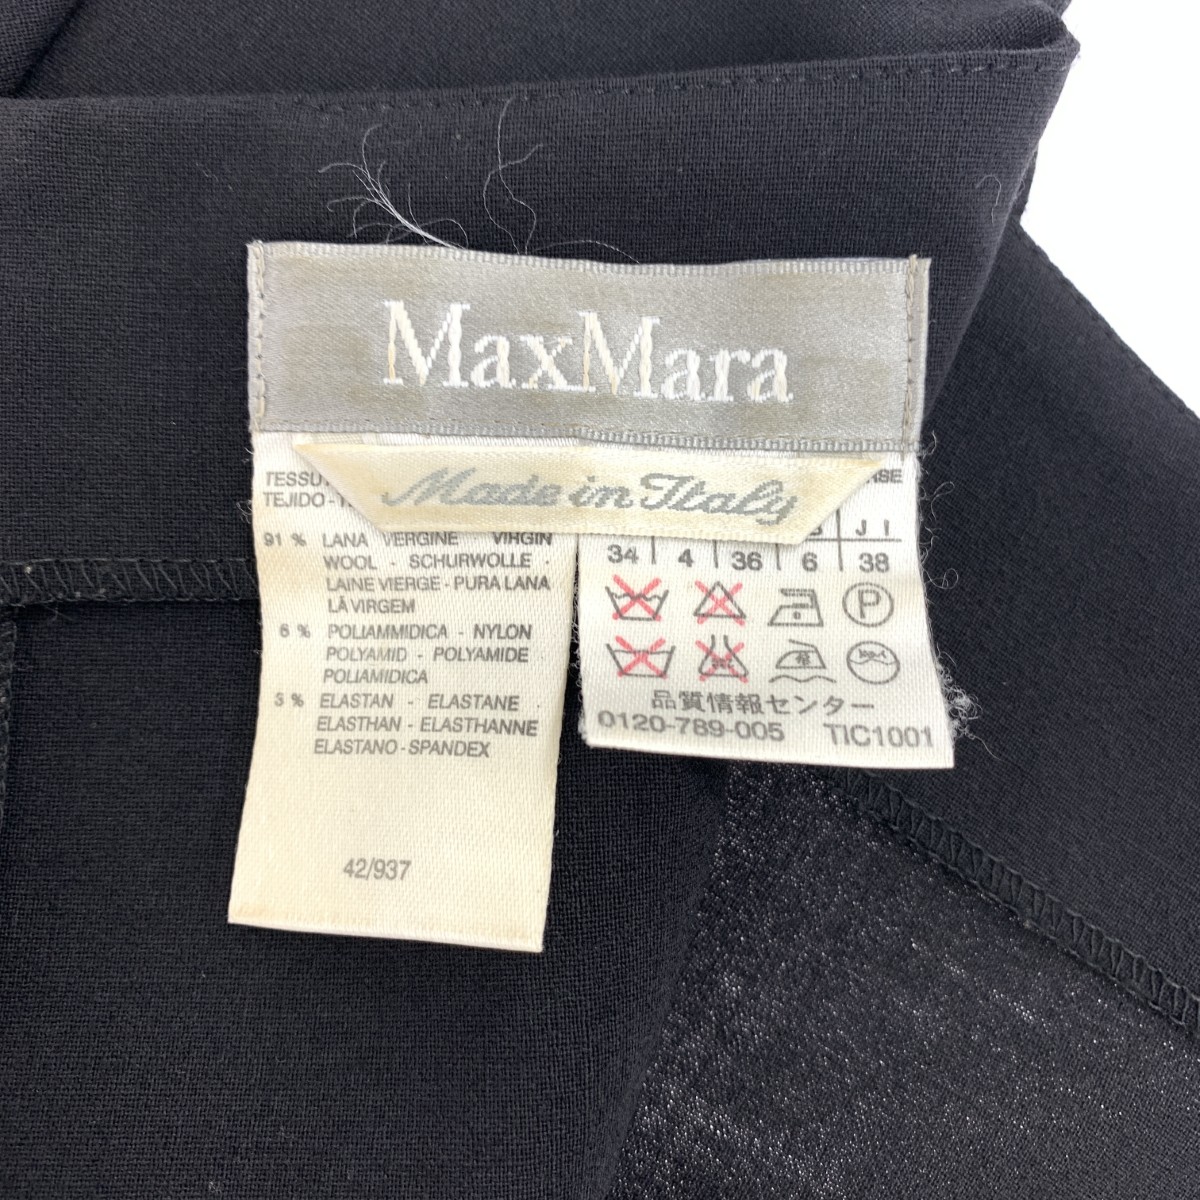 MaxMara
Made in Italy
91 % LANA VERGINE - VIRGIN
WOOL - SCHURWOLLE -
LAINE VIERGE - PURA LANA
LÃ VIRGEM
6 % POLIAMMIDICA - NYLON
POLYAMID - POLYAMIDE
POLIAMIDICA
3 % ELASTAN - ELASTANE -
ELASTHAN - ELASTHANNE
ELASTANO - SPANDEX
42/937
J I
34 4 36 6 38
P
品質情報センター
0120-789-005 TIC1001